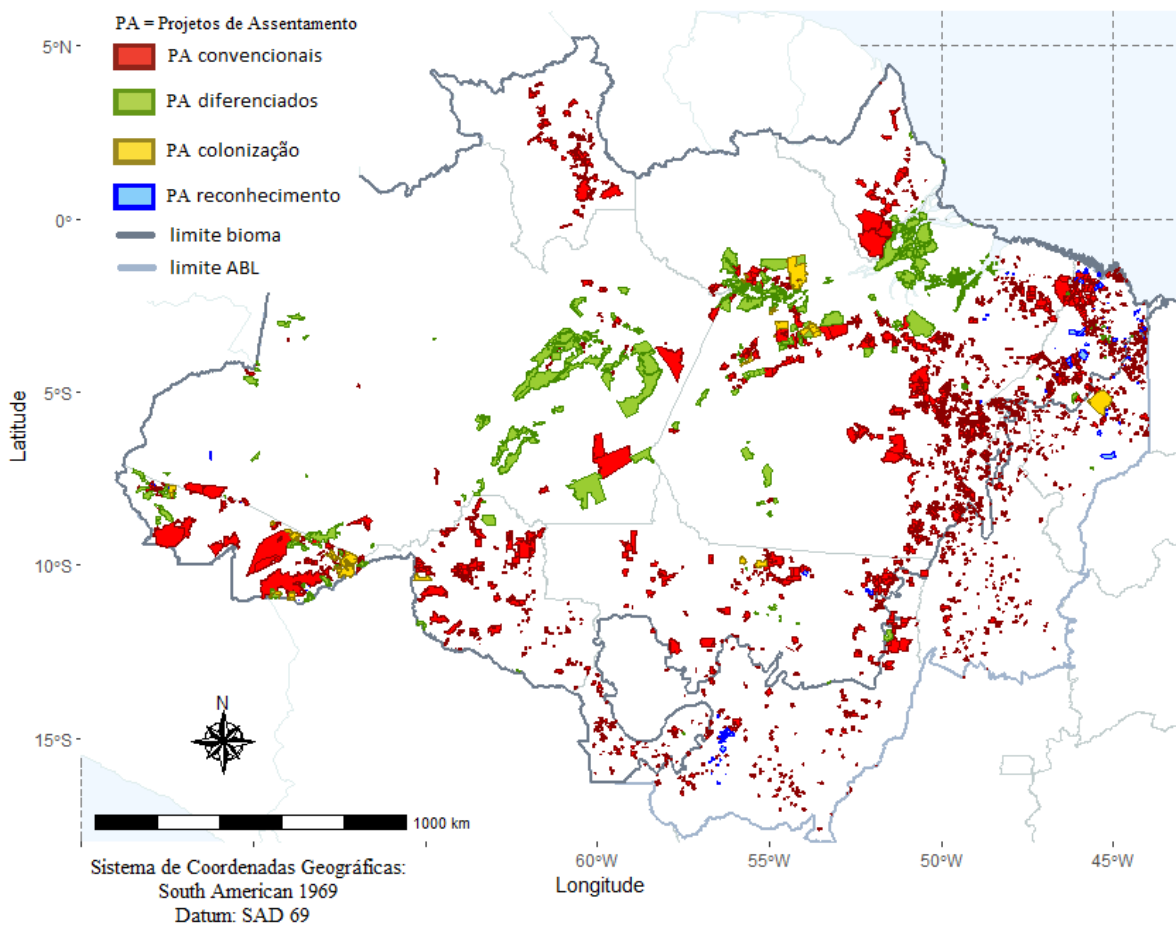 PA = Projetos de Assentamento
PA convencionais
PA diferenciados
PA colonização
PA reconhecimento
limite bioma
limite ABL
5°N
0°
5°S
10°S
15°S
Latitude
N
1000 km
60°W
55°W
50°W
45°W
Longitude
Sistema de Coordenadas Geográficas:
South American 1969
Datum: SAD 69